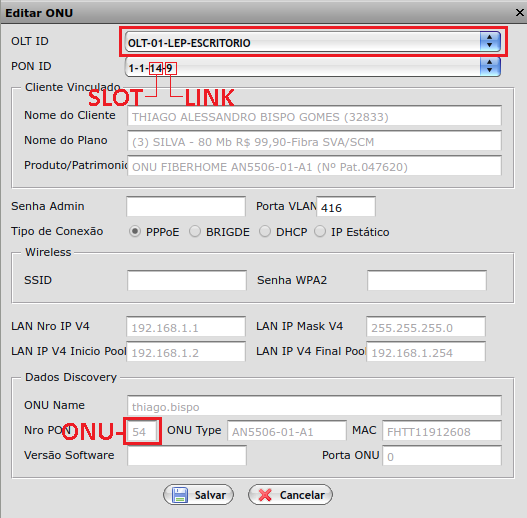 Editar ONU
OLT ID OLT-01-LEP-ESCRITORIO
PON ID 1-1-14-9
SLOT LINK
Cliente Vinculado
Nome do Cliente THIAGO ALESSANDRO BISPO GOMES (32833)
Nome do Plano (3) SILVA - 80 Mb R$ 99,90-Fibra SVA/SCM
Produto/Patrimonio ONU FIBERHOME AN5506-01-A1 (Nº Pat.047620)
Senha Admin Porta VLAN 416
Tipo de Conexão PPPoE BRIGDE DHCP IP Estático
Wireless
SSID Senha WPA2
LAN Nro IP V4 192.168.1.1 LAN IP Mask V4 255.255.255.0
LAN IP V4 Inicio Pool 192.168.1.2 LAN IP V4 Final Pool 192.168.1.254
Dados Discovery
ONU Name thiago.bispo
Nro PON ONU 54 ONU Type AN5506-01-A1 MAC FHTT11912608
Versão Software Porta ONU 0
Salvar Cancelar